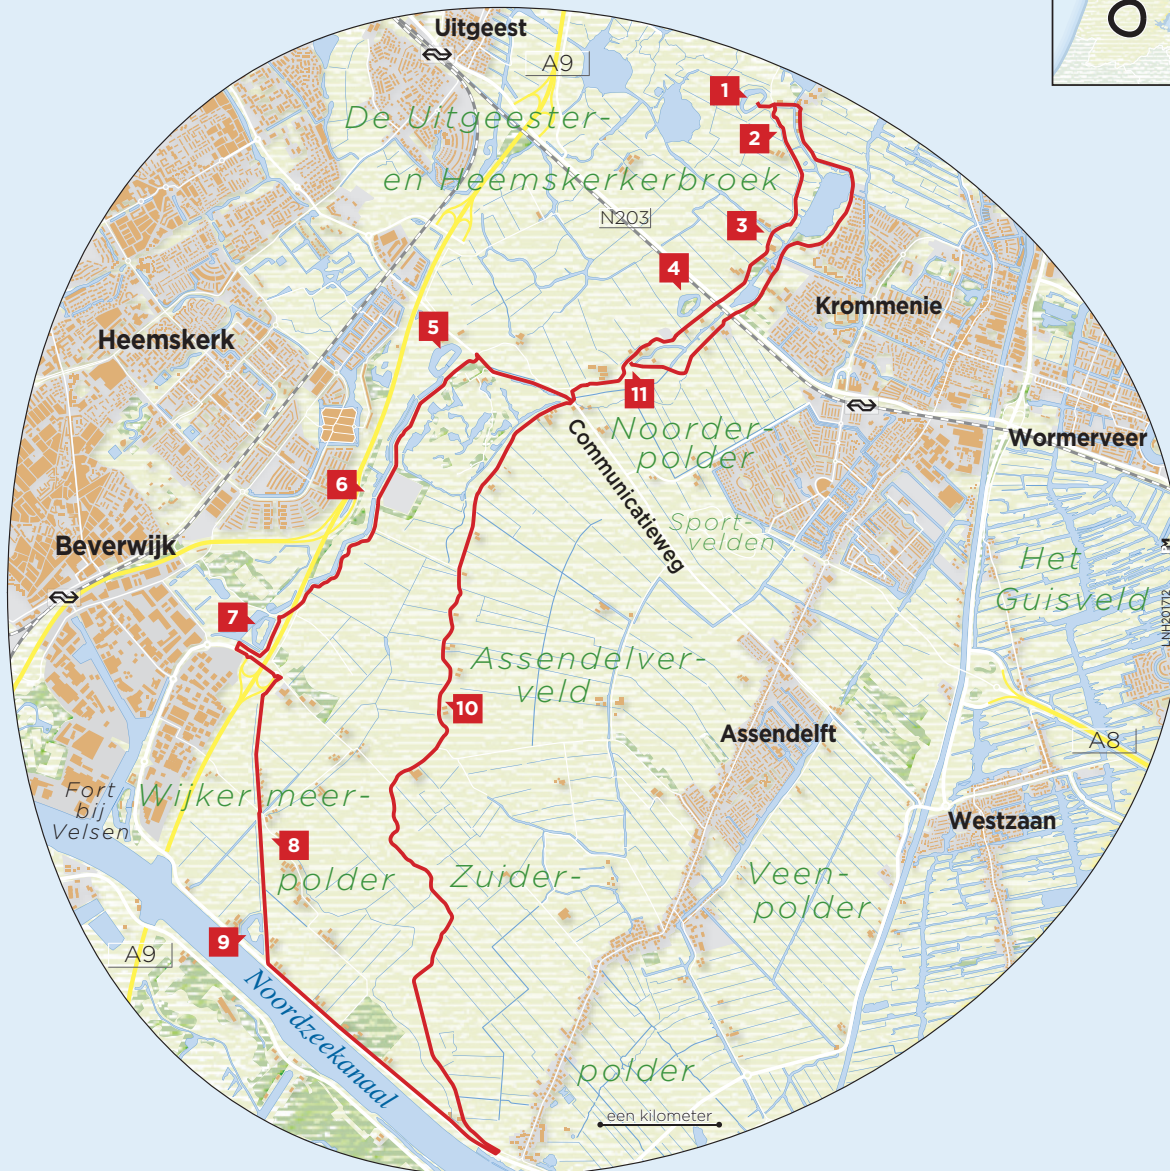 Uitgeest
A9
1
De Uitgeester-
2
en Heemskerkerbroek
N203
3
4
Krommenie
5
Heemskerk
11
Noorder-
polder
Communicatieweg
Wormerveer
6
Sport-
velden
Beverwijk
Het
Guisveld
LNH201712
7
Assendelver-
veld
10
Assendelft
A8
Fort
bij
Velsen
Wijkermeer-
polder
8
Westzaan
Zuider-
polder
Veen-
polder
9
A9
Noordzeekanaal
een kilometer